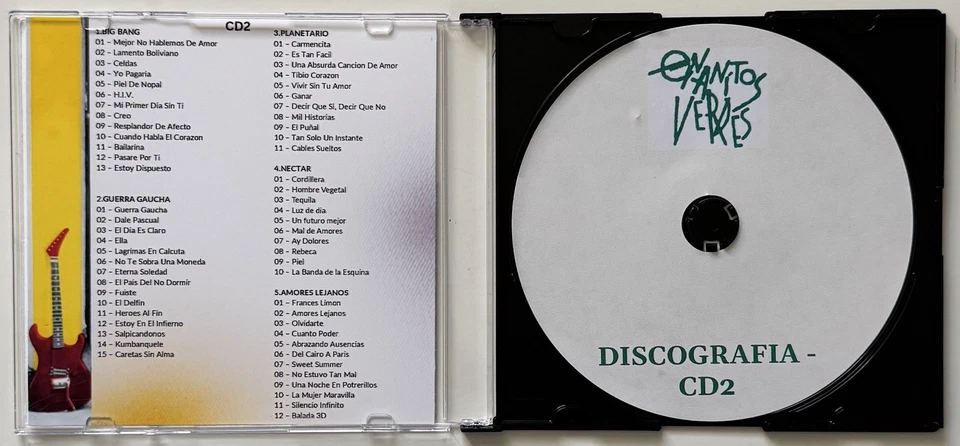 CD2
1.BIG BANG
01 – Mejor No Hablemos De Amor
02 – Lamento Boliviano
03 – Celdas
04 – Yo Pagaria
05 – Piel De Nopal
06 – H.I.V.
07 – Mi Primer Día Sin Ti
08 – Creo
09 – Resplandor De Afecto
10 – Cuando Habla El Corazon
11 – Bailarina
12 – Pasare Por Ti
13 – Estoy Dispuesto
2.GUERRA GAUCHA
01 – Guerra Gaucha
02 – Dale Pascual
03 – El Dia Es Claro
04 – Ella
05 – Lagrimas En Calcuta
06 – No Te Sobra Una Moneda
07 – Eterna Soledad
08 – El Pais Del No Dormir
09 – Fuiste
10 – El Delfin
11 – Heroes Al Fin
12 – Estoy En El Infierno
13 – Salpicandonos
14 – Kumbanquele
15 – Caretas Sin Alma
3.PLANETARIO
01 – Carmencita
02 – Es Tan Facil
03 – Una Absurda Cancion De Amor
04 – Tibio Corazon
05 – Vivir Sin Tu Amor
06 – Ganar
07 – Decir Que Si, Decir Que No
08 – Mil Historias
09 – El Puñal
10 – Tan Solo Un Instante
11 – Cables Sueltos
4.NECTAR
01 – Cordillera
02 – Hombre Vegetal
03 – Tequila
04 – Luz de dia
05 – Un futuro mejor
06 – Mal de Amores
07 – Ay Dolores
08 – Rebeca
09 – Piel
10 – La Banda de la Esquina
5.AMORES LEJANOS
01 – Frances Limon
02 – Amores Lejanos
03 – Olvidarte
04 – Cuanto Poder
05 – Abrazando Ausencias
06 – Del Cairo A Paris
07 – Sweet Summer
08 – No Estuvo Tan Mal
09 – Una Noche En Potrerillos
10 – La Mujer Maravilla
11 – Silencio Infinito
12 – Balada 3D
ENANITOS
VERDES
DISCOGRAFIA -
CD2